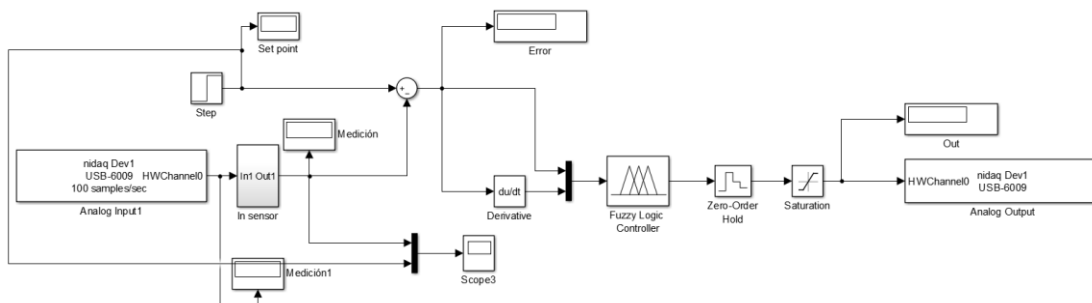 Set point
Error
Step
+
−
Medición
Out
nidaq Dev1
USB-6009 HWChannel0
100 samples/sec
Analog Input1
In1 Out1
In sensor
du/dt
Derivative
Fuzzy Logic
Controller
Zero-Order
Hold
Saturation
HWChannel0 nidaq Dev1
USB-6009
Analog Output
Medición1
Scope3